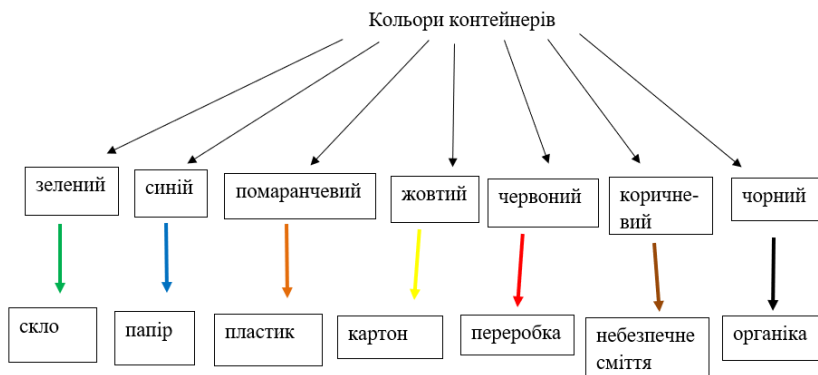 Кольори контейнерів
зелений
синій
помаранчевий
жовтий
червоний
коричне-
вий
чорний
скло
папір
пластик
картон
переробка
небезпечне
сміття
органіка